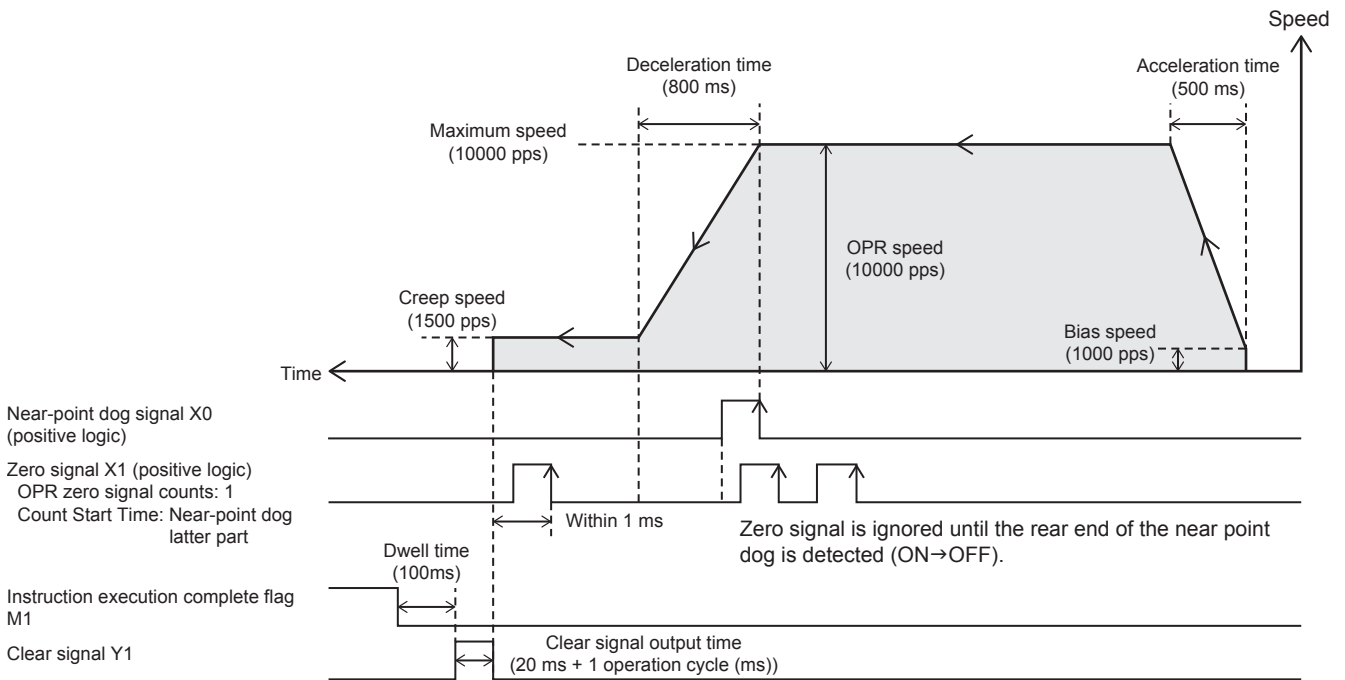 Speed
Deceleration time
(800 ms)
Acceleration time
(500 ms)
Maximum speed
(10000 pps)
OPR speed
(10000 pps)
Creep speed
(1500 pps)
Bias speed
(1000 pps)
Time
Near-point dog signal X0
(positive logic)
Zero signal X1 (positive logic)
OPR zero signal counts: 1
Count Start Time: Near-point dog
latter part
Within 1 ms
Zero signal is ignored until the rear end of the near point
dog is detected (ON→OFF).
Dwell time
(100ms)
Instruction execution complete flag
M1
Clear signal Y1
Clear signal output time
(20 ms + 1 operation cycle (ms))